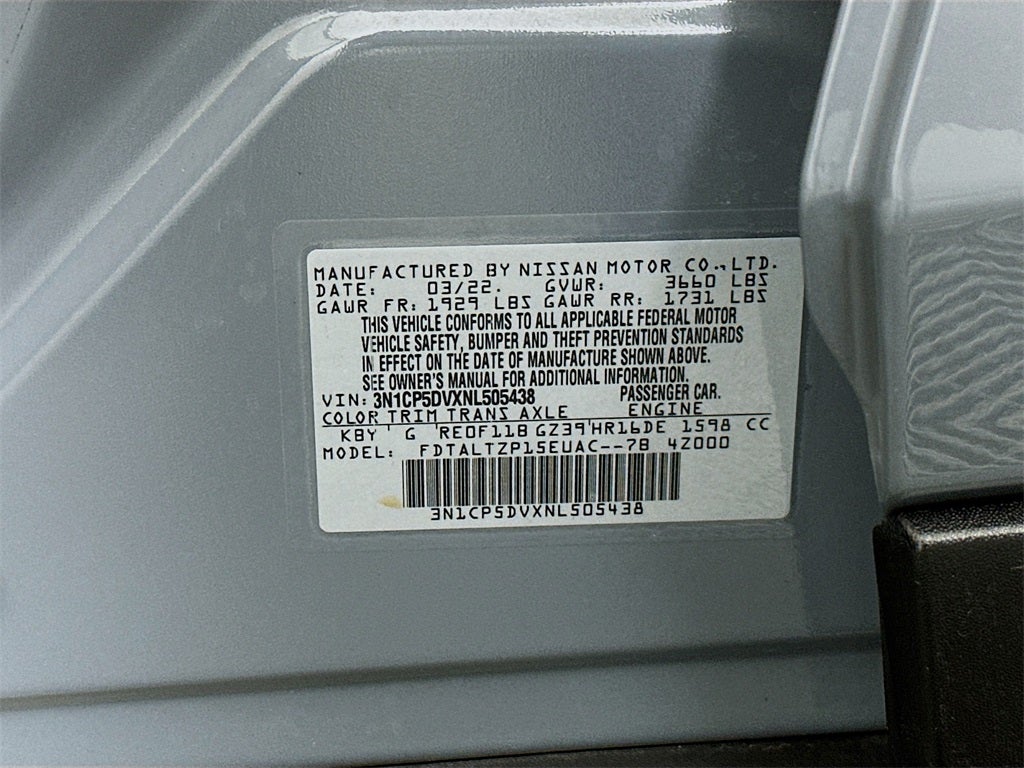 MANUFACTURED BY NISSAN MOTOR CO.,LTD.
DATE: 03/22. GVWR: 3660 LBS
GAWR FR: 1929 LBS GAWR RR: 1731 LBS
THIS VEHICLE CONFORMS TO ALL APPLICABLE FEDERAL MOTOR
VEHICLE SAFETY, BUMPER AND THEFT PREVENTION STANDARDS
IN EFFECT ON THE DATE OF MANUFACTURE SHOWN ABOVE.
SEE OWNER'S MANUAL FOR ADDITIONAL INFORMATION.
VIN: 3N1CP5DVXNL505438 PASSENGER CAR.
COLOR TRIM TRANS AXLE ENGINE
KBY ' G 'RE0F11B GZ39'HR16DE 1598 CC
MODEL: FDTALTZP15EUAC--7B 4Z000
3N1CP5DVXNL505438